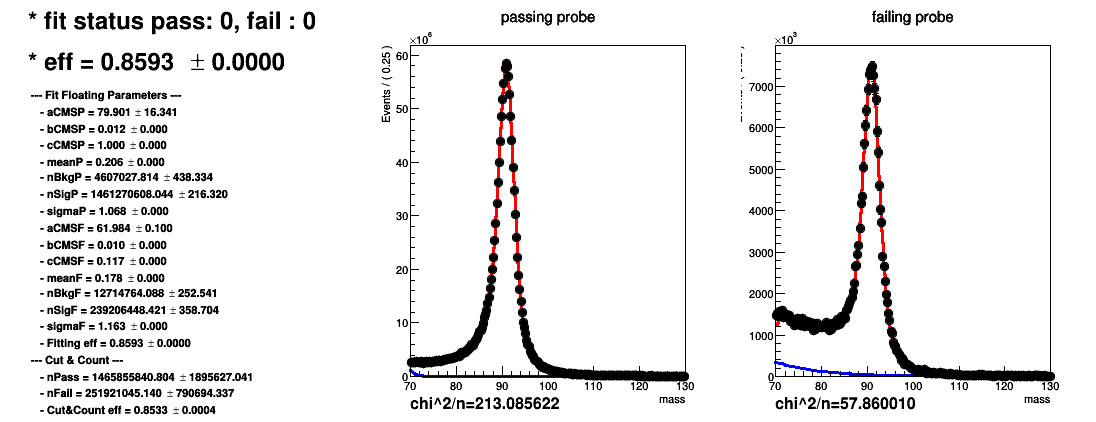 * fit status pass: 0, fail : 0
* eff = 0.8593 ± 0.0000
--- Fit Floating Parameters ---
- aCMSP = 79.901 ± 16.341
- bCMSP = 0.012 ± 0.000
- cCMSP = 1.000 ± 0.000
- meanP = 0.206 ± 0.000
- nBkgP = 4607027.814 ± 438.334
- nSigP = 1461270608.044 ± 216.320
- sigmaP = 1.068 ± 0.000
- aCMSF = 61.984 ± 0.100
- bCMSF = 0.010 ± 0.000
- cCMSF = 0.117 ± 0.000
- meanF = 0.178 ± 0.000
- nBkgF = 12714764.088 ± 252.541
- nSigF = 239206448.421 ± 358.704
- sigmaF = 1.163 ± 0.000
- Fitting eff = 0.8593 ± 0.0000
--- Cut & Count ---
- nPass = 1465855840.804 ± 1895627.041
- nFail = 251921045.140 ± 790694.337
- Cut&Count eff = 0.8533 ± 0.0004
passing probe
×10⁶
Events / ( 0.25 )
60
50
40
30
20
10
0
70 80 90 100 110 120 130
mass
chi^2/n=213.085622
failing probe
×10³
7000
6000
5000
4000
3000
2000
1000
0
70 80 90 100 110 120 130
mass
chi^2/n=57.860010